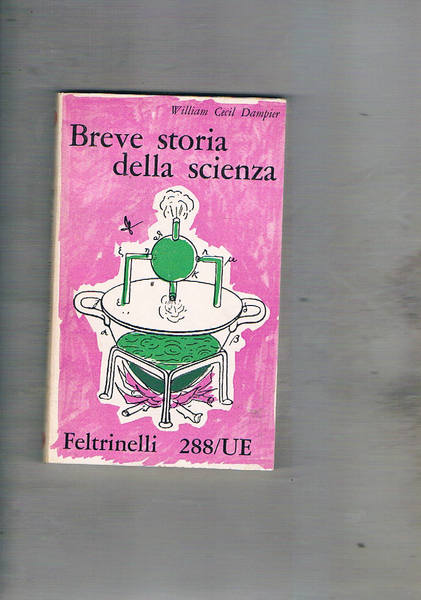 William Cecil Dampier
Breve storia
della scienza
Feltrinelli 288/UE